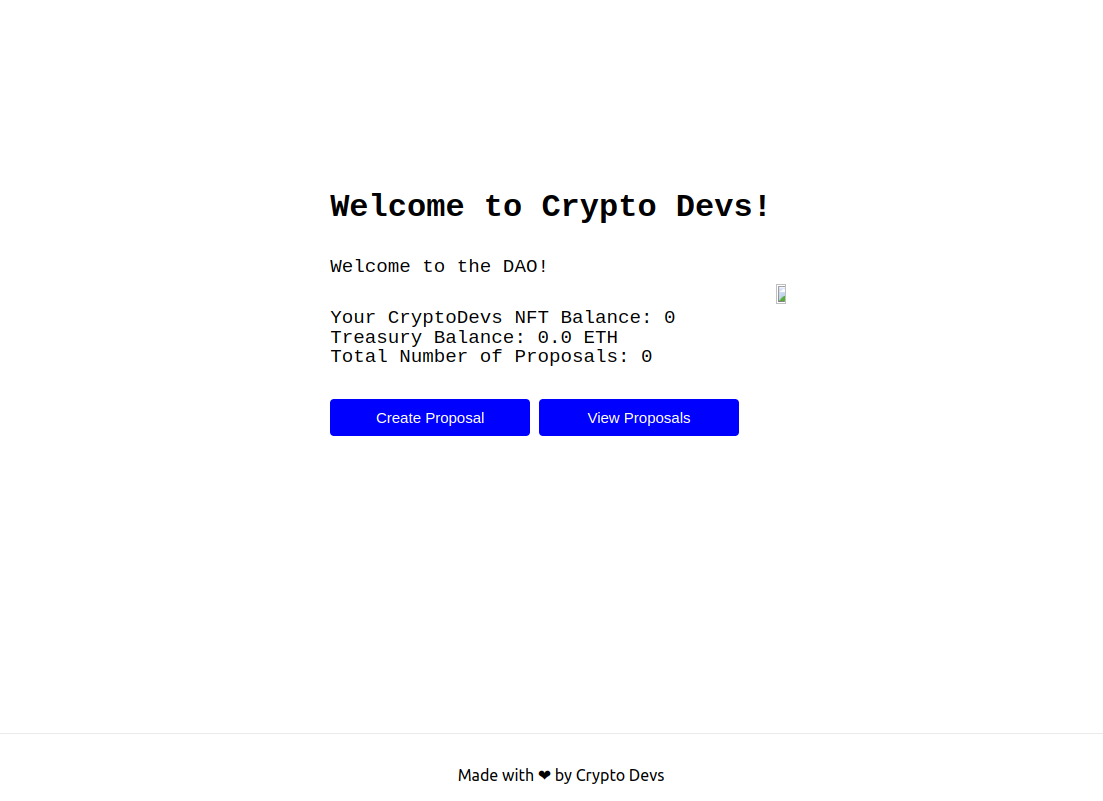 Welcome to Crypto Devs!
Welcome to the DAO!
Your CryptoDevs NFT Balance: 0
Treasury Balance: 0.0 ETH
Total Number of Proposals: 0
Create Proposal View Proposals
Made with ❤ by Crypto Devs